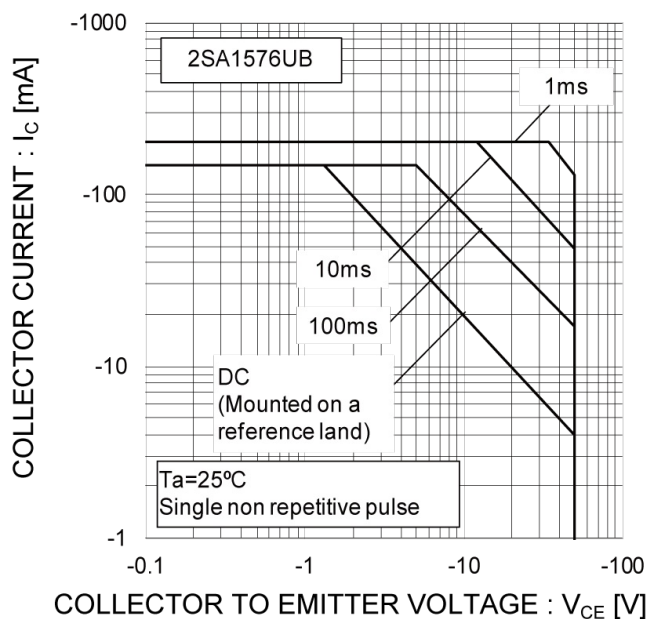 -1000
2SA1576UB
1ms
-100
10ms
100ms
-10
DC
(Mounted on a
reference land)
Ta=25ºC
Single non repetitive pulse
-1
-0.1
-1
-10
-100
COLLECTOR CURRENT : IC [mA]
COLLECTOR TO EMITTER VOLTAGE : VCE [V]